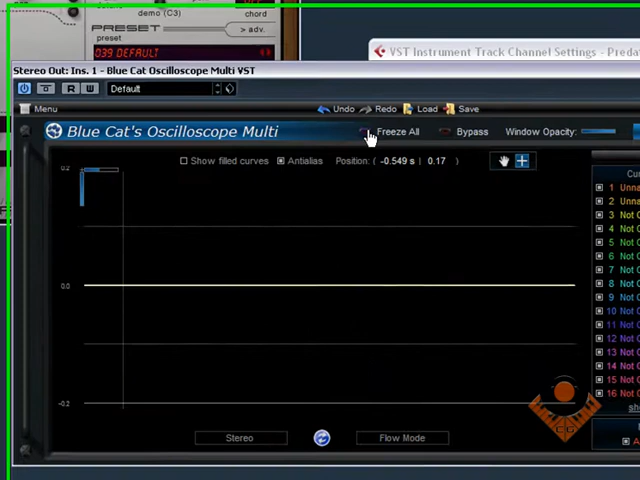 demo (C3)
chord
PRESET
> adv.
preset
039 DEFAULT
VST Instrument Track Channel Settings - Preda
Stereo Out: Ins. 1 - Blue Cat Oscilloscope Multi VST
R W Default
Menu Undo Redo Load Save
Blue Cat's Oscilloscope Multi Freeze All Bypass Window Opacity:
Show filled curves Antialias Position: ( -0.549 s | 0.17 )
0.2
0.0
-0.2
Cu
1 Unna
2 Unna
3 Not C
4 Not C
5 Not C
6 Not C
7 Not C
8 Not C
9 Not C
10 Not C
11 Not C
12 Not C
13 Not C
14 Not C
15 Not C
16 Not C
sh
Stereo Flow Mode